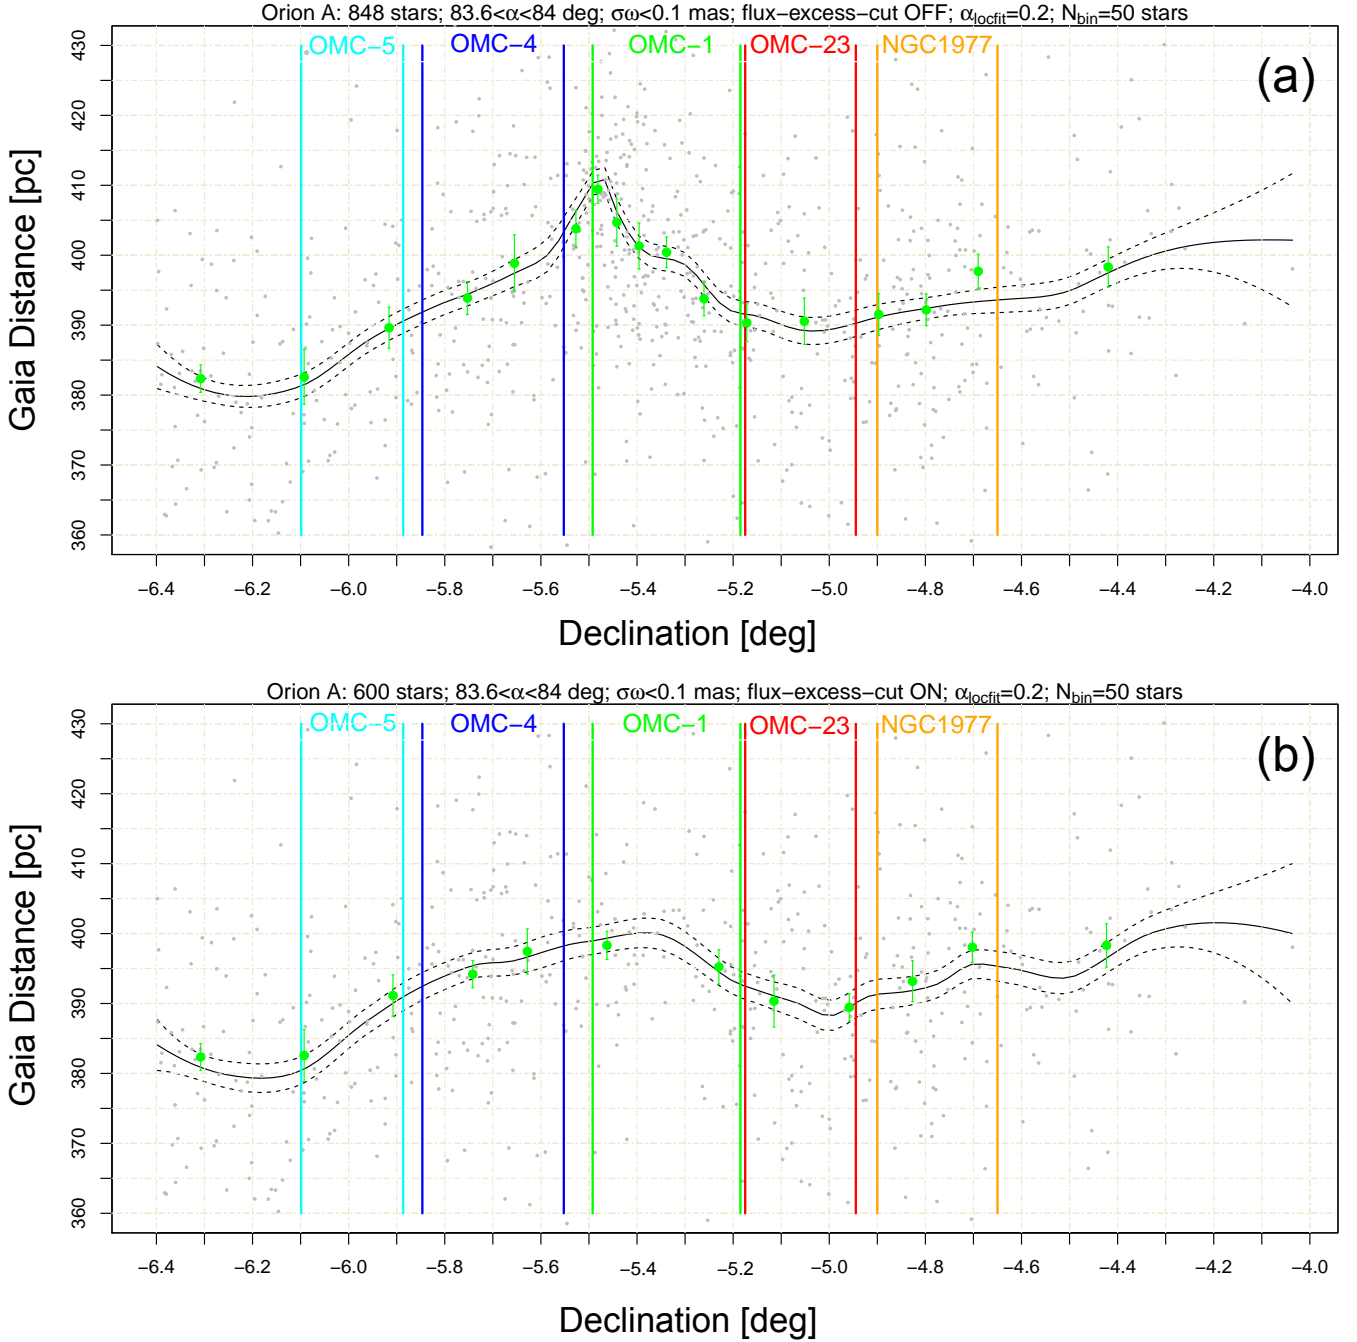 Orion A: 848 stars; 83.6<α<84 deg; σω<0.1 mas; flux−excess−cut OFF; αlocfit=0.2; Nbin=50 stars
OMC−5 OMC−4 OMC−1 OMC−23 NGC1977
(a)
Gaia Distance [pc]
430
420
410
400
390
380
370
360
−6.4 −6.2 −6.0 −5.8 −5.6 −5.4 −5.2 −5.0 −4.8 −4.6 −4.4 −4.2 −4.0
Declination [deg]
Orion A: 600 stars; 83.6<α<84 deg; σω<0.1 mas; flux−excess−cut ON; αlocfit=0.2; Nbin=50 stars
OMC−5 OMC−4 OMC−1 OMC−23 NGC1977
(b)
Gaia Distance [pc]
430
420
410
400
390
380
370
360
−6.4 −6.2 −6.0 −5.8 −5.6 −5.4 −5.2 −5.0 −4.8 −4.6 −4.4 −4.2 −4.0
Declination [deg]